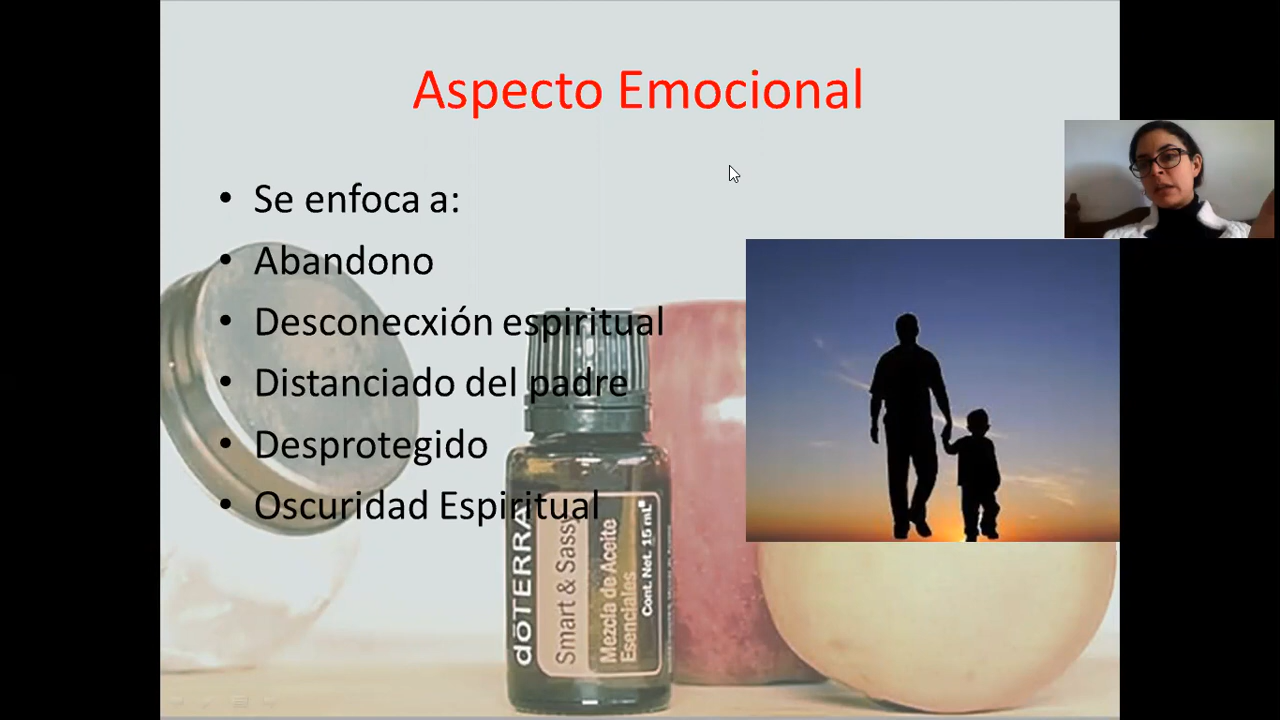 Aspecto Emocional
• Se enfoca a:
• Abandono
• Desconecxión espiritual
• Distanciado del padre
• Desprotegido
• Oscuridad Espiritual
dōTERRA
Smart & Sassy
Mezcla de Aceite
Esenciales
Cont. Net. 15 mL